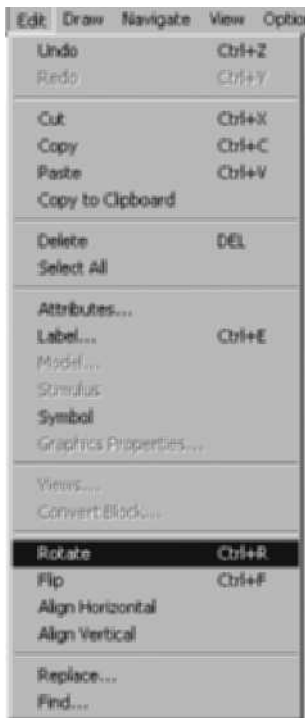 Edit Draw Navigate View Optio
Undo Ctrl+Z
Redo Ctrl+Y
Cut Ctrl+X
Copy Ctrl+C
Paste Ctrl+V
Copy to Clipboard
Delete DEL
Select All
Attributes...
Label... Ctrl+E
Model...
Stimulus
Symbol
Graphics Properties...
Views...
Convert Block...
Rotate Ctrl+R
Flip Ctrl+F
Align Horizontal
Align Vertical
Replace...
Find...